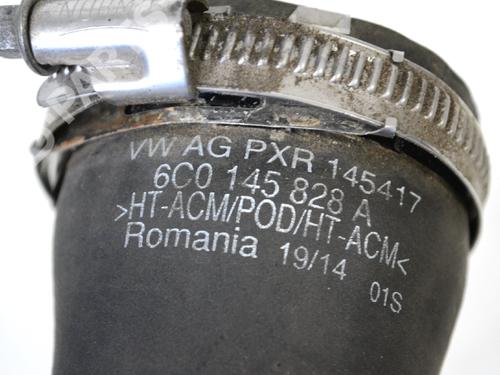 VW AG PXR 145417
6C0 145 828 A
>HT-ACM/POD/HT-ACM<
Romania 19/14
01S